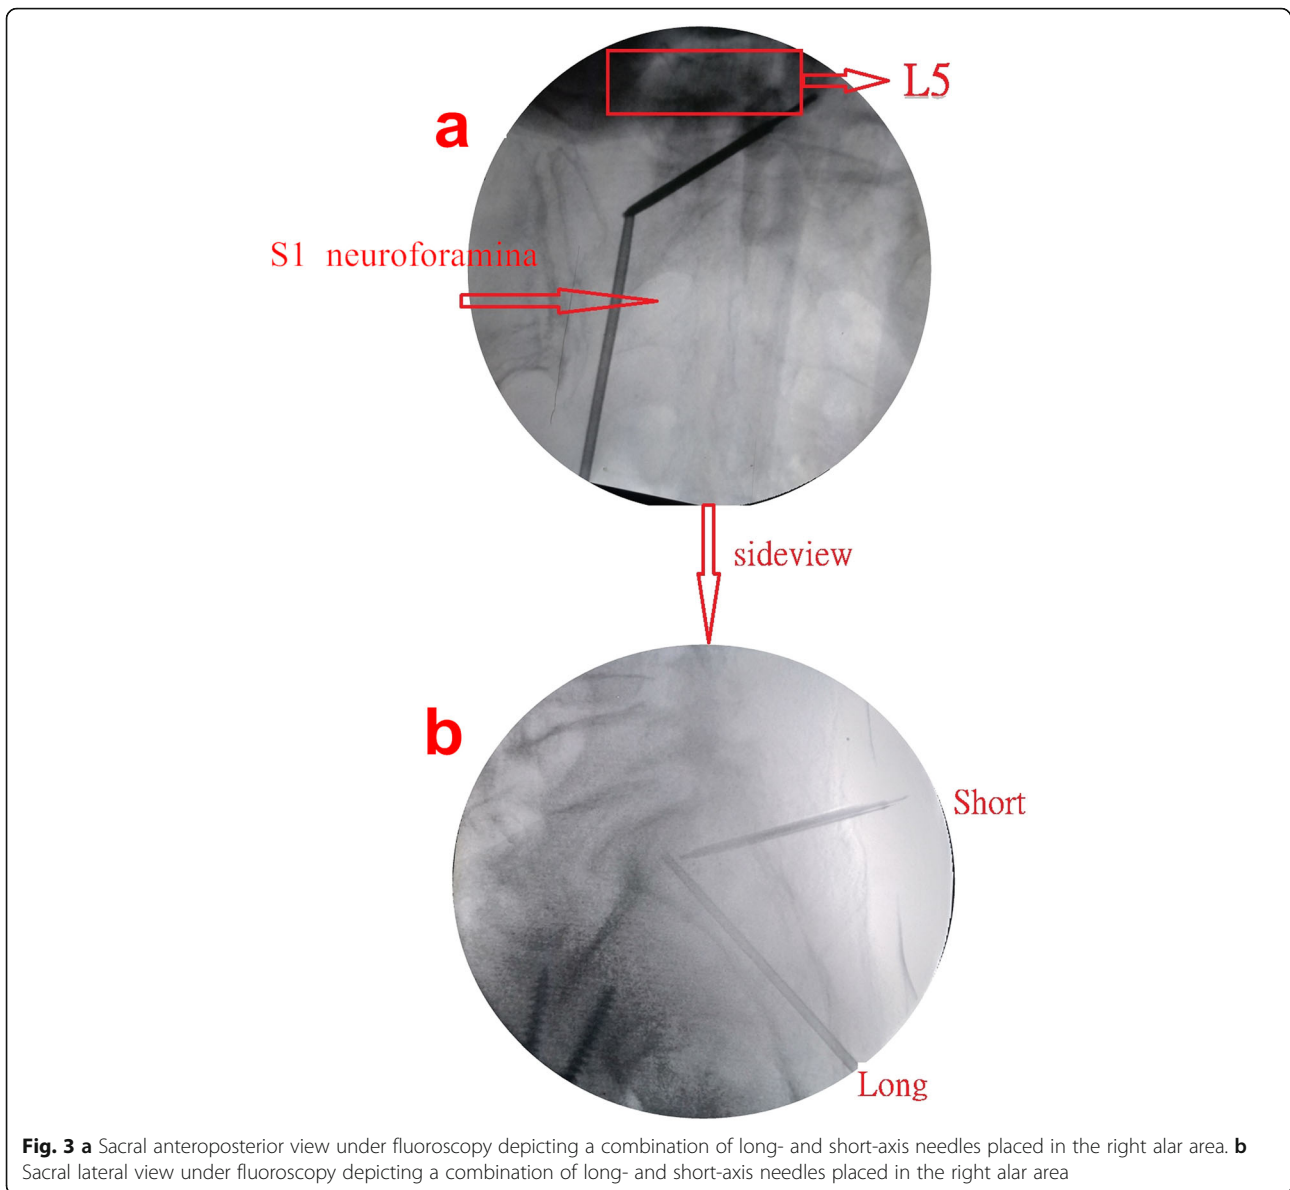 L5
a
S1 neuroforamina
sideview
b
Short
Long
Fig. 3 a Sacral anteroposterior view under fluoroscopy depicting a combination of long- and short-axis needles placed in the right alar area. b
Sacral lateral view under fluoroscopy depicting a combination of long- and short-axis needles placed in the right alar area